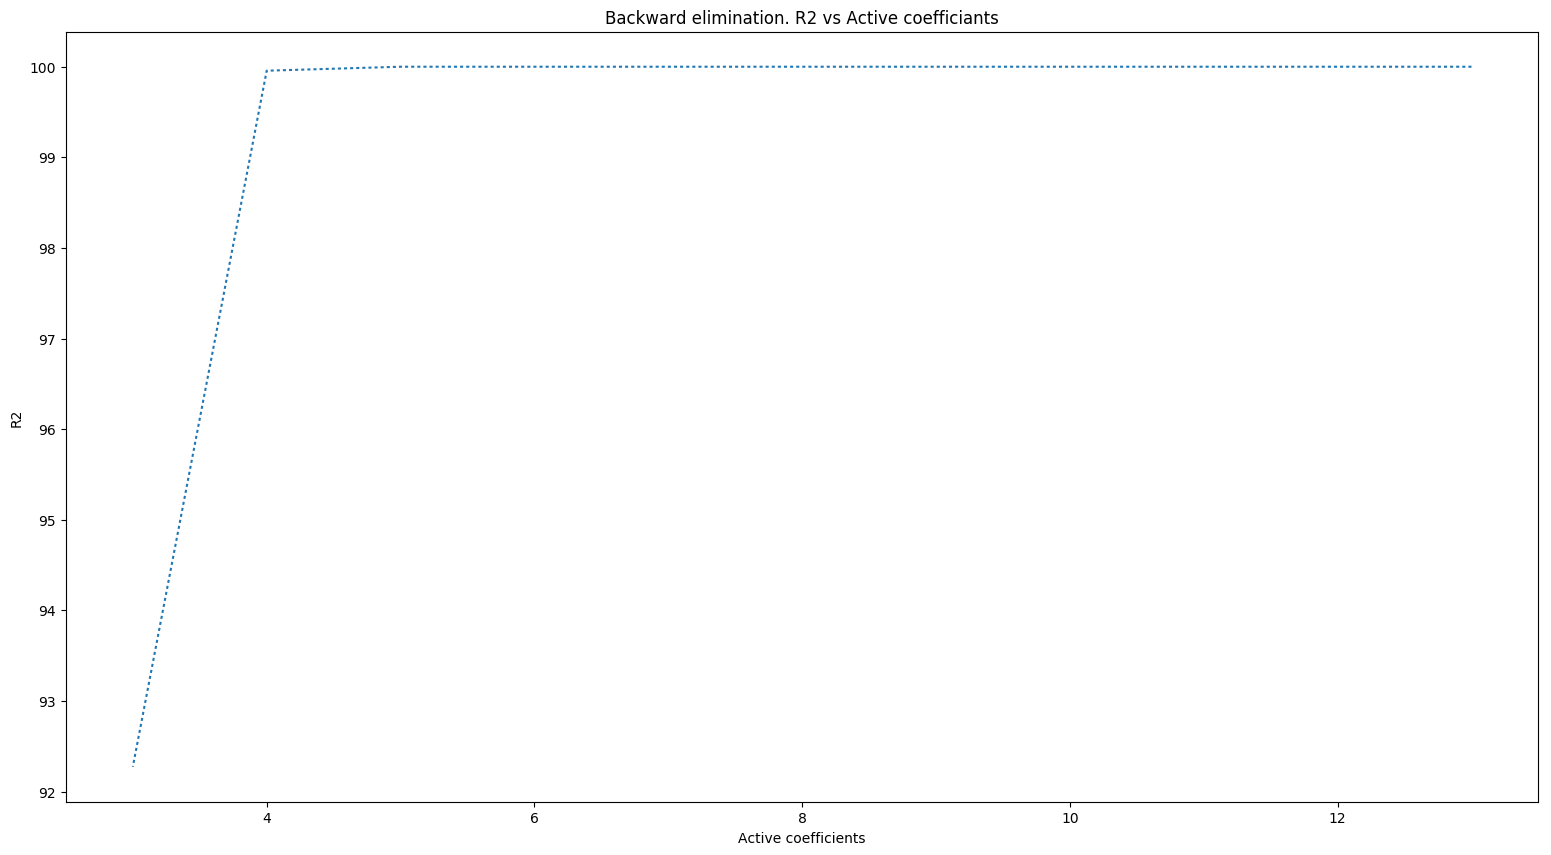 Backward elimination. R2 vs Active coefficiants
100
99
98
97
96
95
94
93
92
R2
4 6 8 10 12
Active coefficients